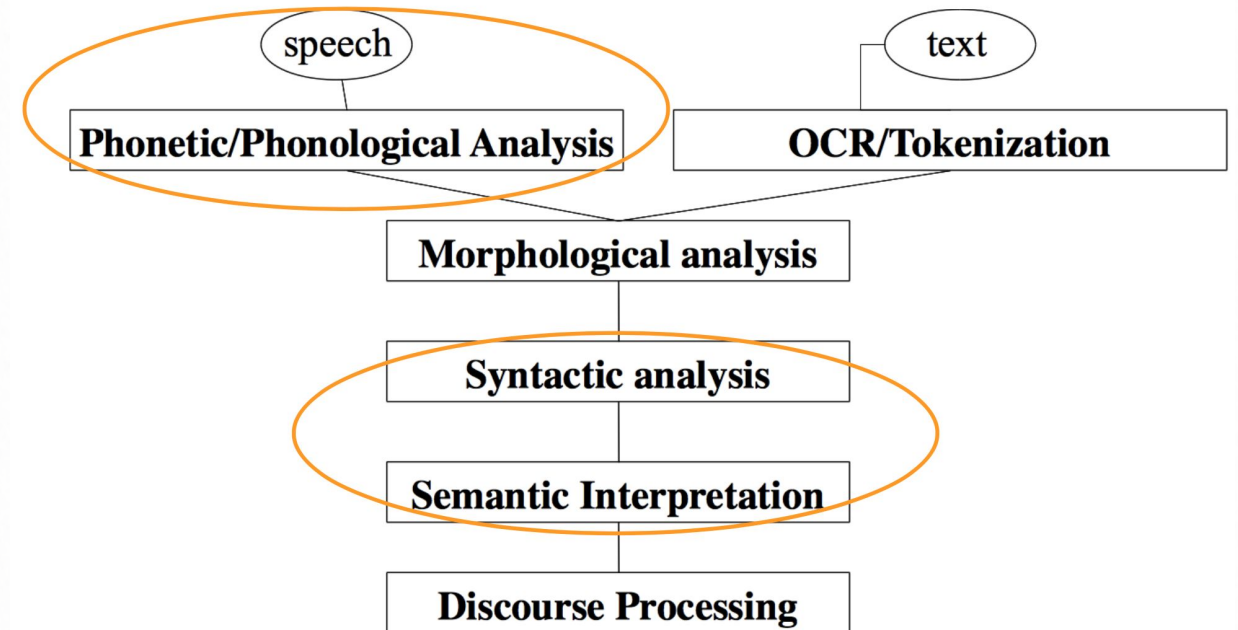 speech
text
Phonetic/Phonological Analysis
OCR/Tokenization
Morphological analysis
Syntactic analysis
Semantic Interpretation
Discourse Processing